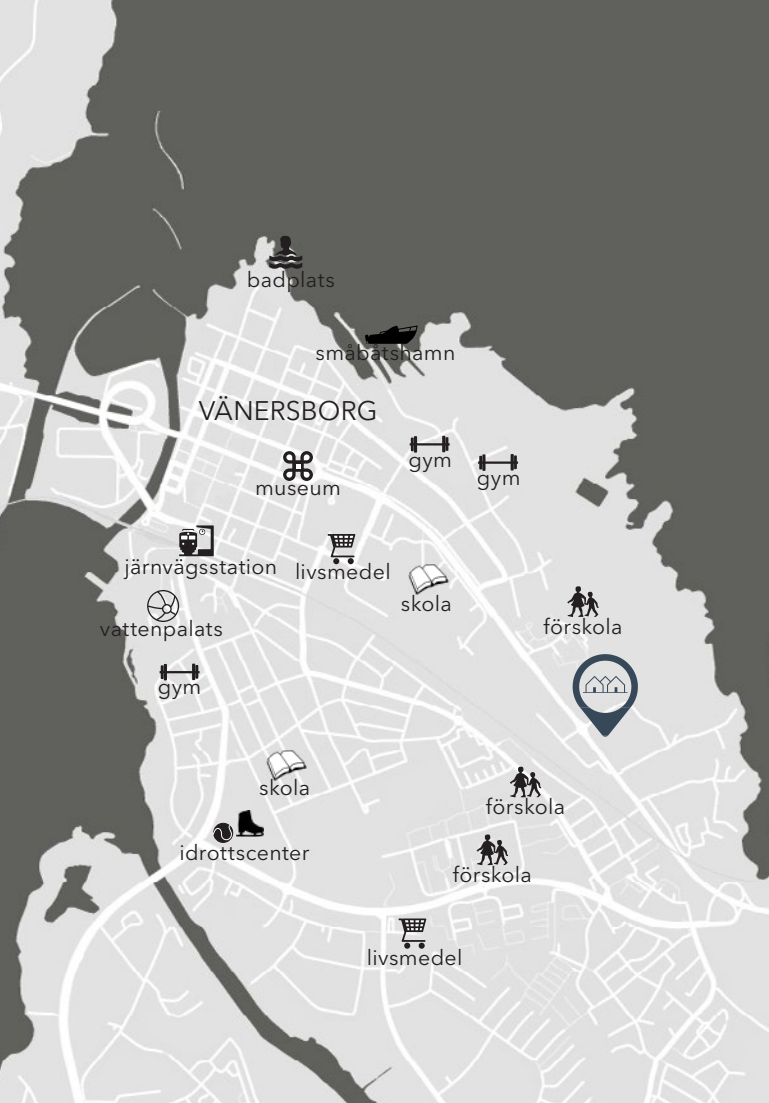 badplats
småbåtshamn
VÄNERSBORG
gym
gym
museum
järnvägsstation
livsmedel
skola
förskola
vattenpalats
gym
skola
förskola
idrottscenter
förskola
livsmedel